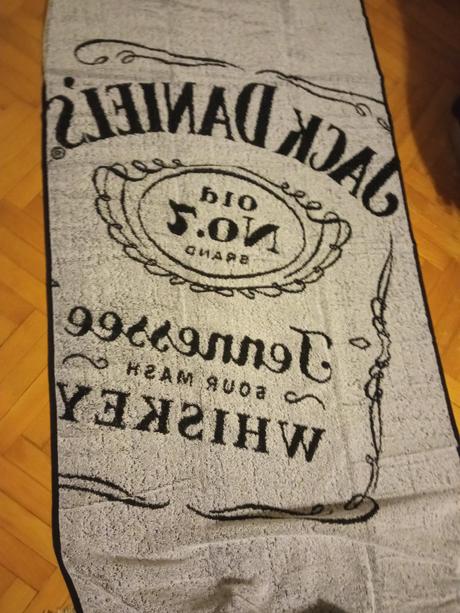 JACK DANIEL'S
®
Old
No.7
BRAND
Tennessee
SOUR MASH
WHISKEY